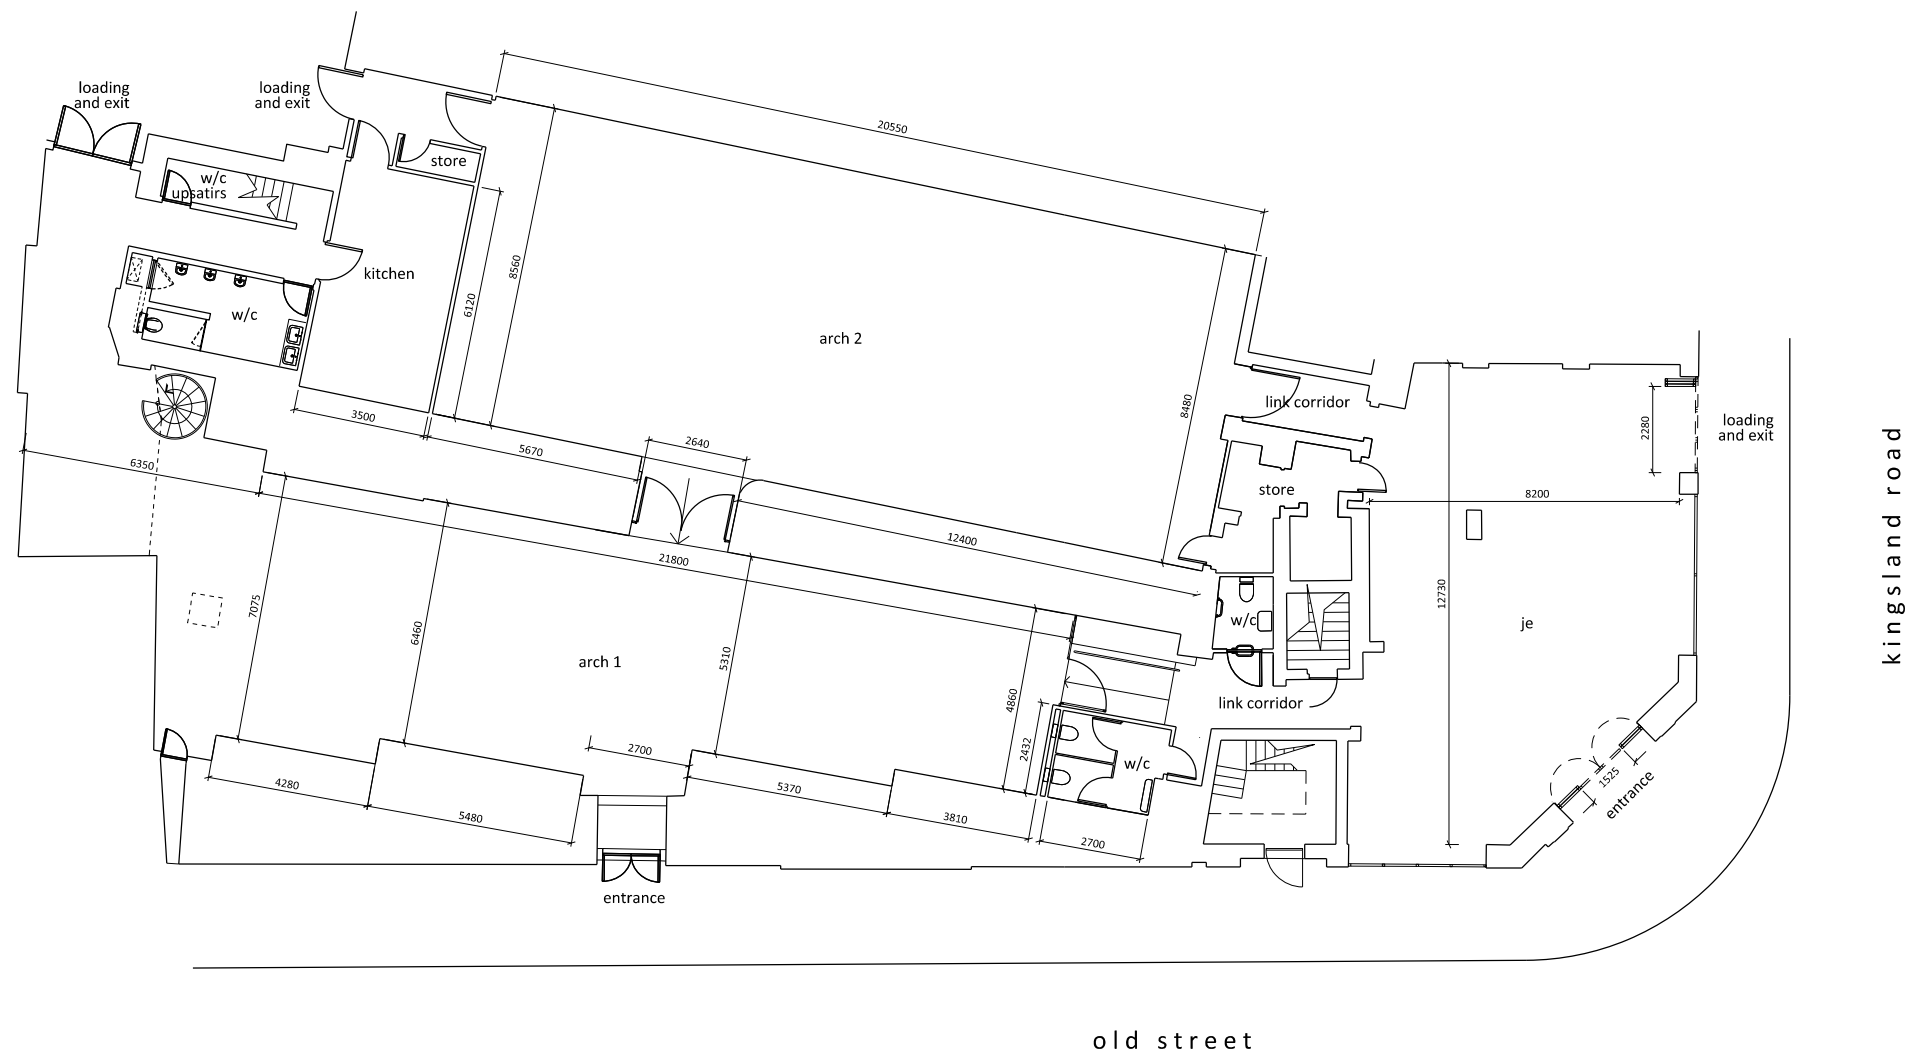 loading
and exit
loading
and exit
20550
store
w/c
upsatirs
kitchen
8560
6120
w/c
arch 2
8480
link corridor
2280
loading
and exit
kingsland road
3500
5670
2640
6350
store
8200
12400
21800
7075
6460
5310
12730
w/c
je
arch 1
4860
link corridor
2432
2700
w/c
4280
5480
5370
3810
2700
1525
entrance
entrance
old street